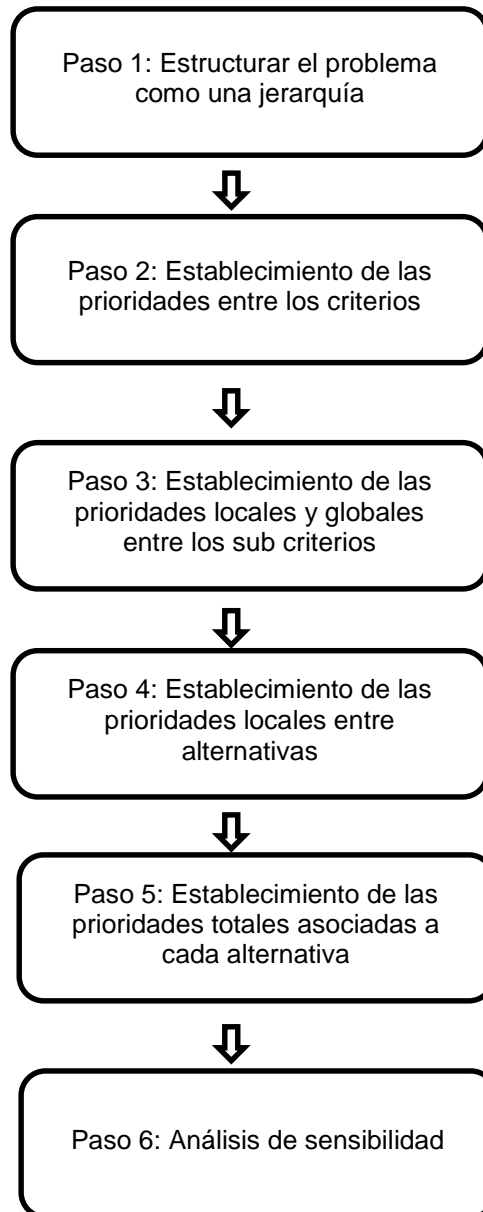 Paso 1: Estructurar el problema
como una jerarquía
Paso 2: Establecimiento de las
prioridades entre los criterios
Paso 3: Establecimiento de las
prioridades locales y globales
entre los sub criterios
Paso 4: Establecimiento de las
prioridades locales entre
alternativas
Paso 5: Establecimiento de las
prioridades totales asociadas a
cada alternativa
Paso 6: Análisis de sensibilidad